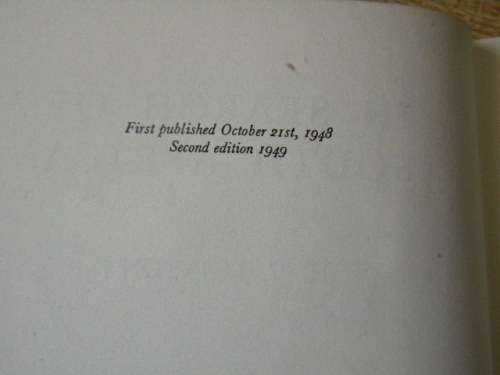 First published October 21st, 1948
Second edition 1949